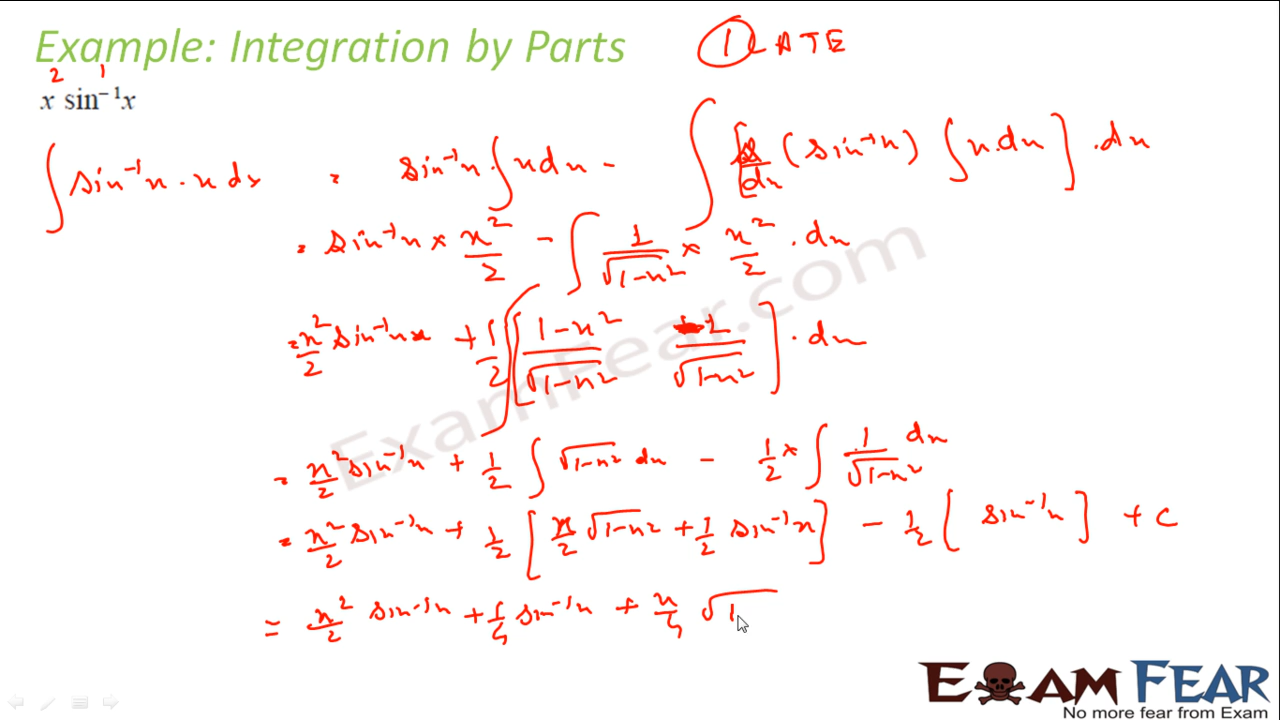 Example: Integration by Parts
ILATE
2 1
x sin⁻¹x
∫ sin⁻¹x · x dx = sin⁻¹x · ∫ x dx − ∫ [d/dx (sin⁻¹x) ∫ x·dx] · dx
= sin⁻¹x × x²/2 − ∫ 1/√1−x² × x²/2 · dx
= x²/2 sin⁻¹x + 1/2 ∫ [1−x²/√1−x² − 1/√1−x²] · dx
= x²/2 sin⁻¹x + 1/2 ∫ √1−x² dx − 1/2 × ∫ 1/√1−x² dx
= x²/2 sin⁻¹x + 1/2 [x/2 √1−x² + 1/2 sin⁻¹x] − 1/2 [sin⁻¹x] + c
= x²/2 sin⁻¹x + 1/4 sin⁻¹x + x/4 √1
ExamFear.com
EXAM FEAR
No more fear from Exam